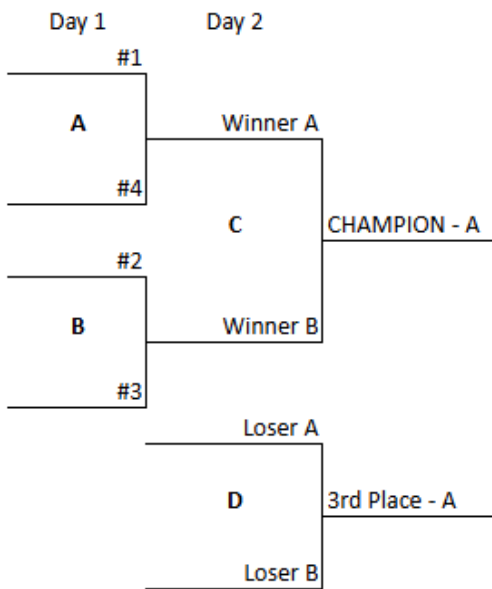 Day 1 Day 2
#1
A
Winner A
#4
C
CHAMPION - A
#2
B
Winner B
#3
Loser A
D
3rd Place - A
Loser B